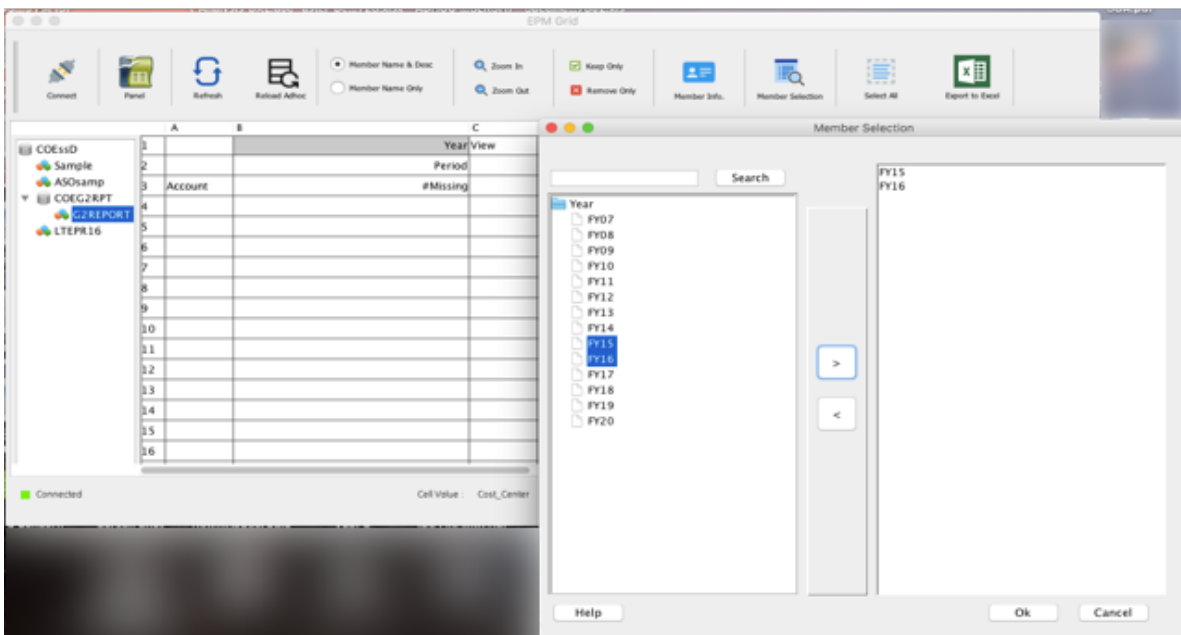 EPM Grid
Connect
Panel
Refresh
Reload Adhoc
Member Name & Desc
Member Name Only
Zoom In
Zoom Out
Keep Only
Remove Only
Member Info.
Member Selection
Select All
Export to Excel
A B C
COEssD
Sample
ASOsamp
COEG2RPT
G2REPORT
LTEPR16
1 Year View
2 Period
3 Account #Missing
4
5
6
7
8
9
10
11
12
13
14
15
16
Connected
Cell Value : Cost_Center
Member Selection
Search
Year
FY07
FY08
FY09
FY10
FY11
FY12
FY13
FY14
FY15
FY16
FY17
FY18
FY19
FY20
>
<
FY15
FY16
Help
Ok
Cancel